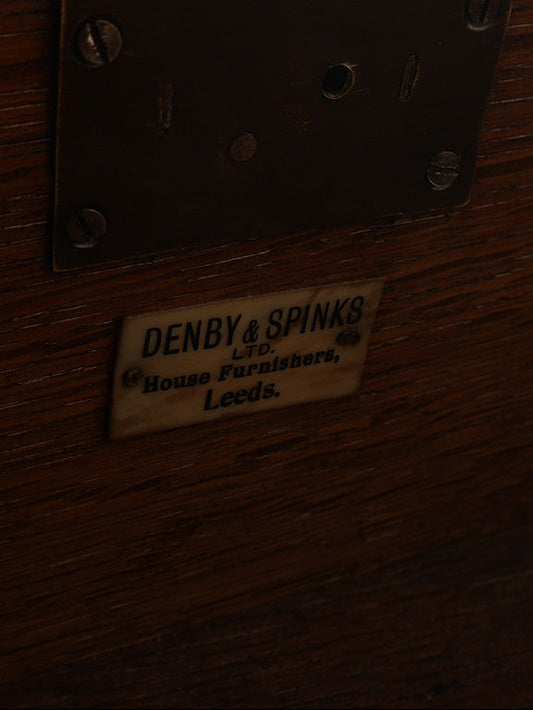 DENBY & SPINKS
LTD.
House Furnishers,
Leeds.